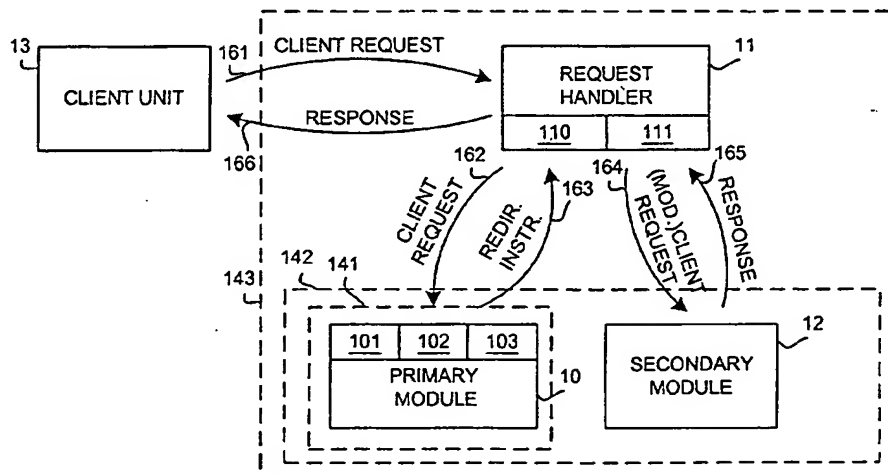 13
161
CLIENT REQUEST
11
CLIENT UNIT
REQUEST
HANDLER
RESPONSE
110
111
166
162
164
165
CLIENT
REQUEST
REDIR.
INSTR.
163
(MOD.)CLIENT
REQUEST
RESPONSE
143
142
141
101
102
103
PRIMARY
MODULE
10
SECONDARY
MODULE
12